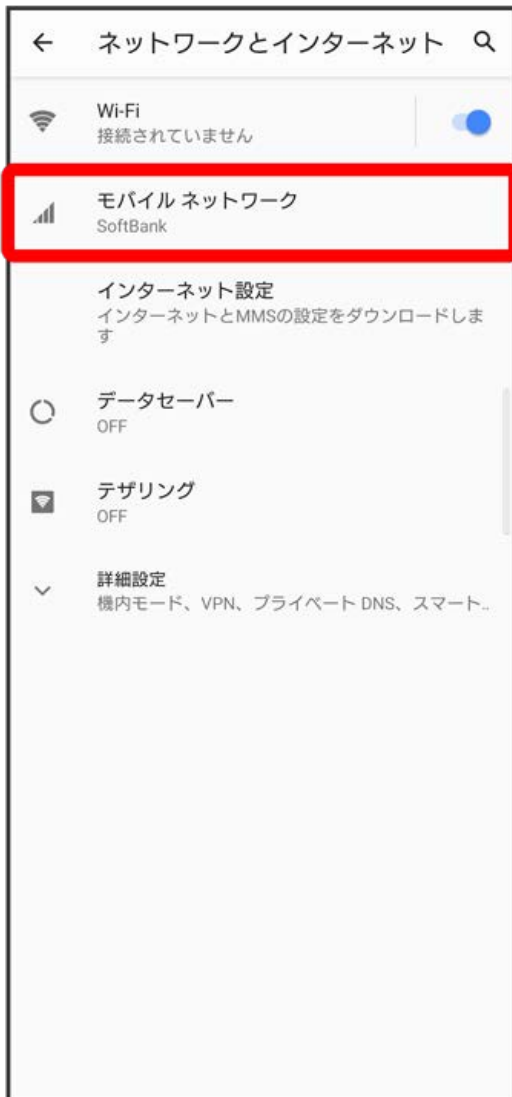 ネットワークとインターネット
Wi-Fi
接続されていません
モバイル ネットワーク
SoftBank
インターネット設定
インターネットとMMSの設定をダウンロードしま
す
データセーバー
OFF
テザリング
OFF
詳細設定
機内モード、VPN、プライベート DNS、スマート..